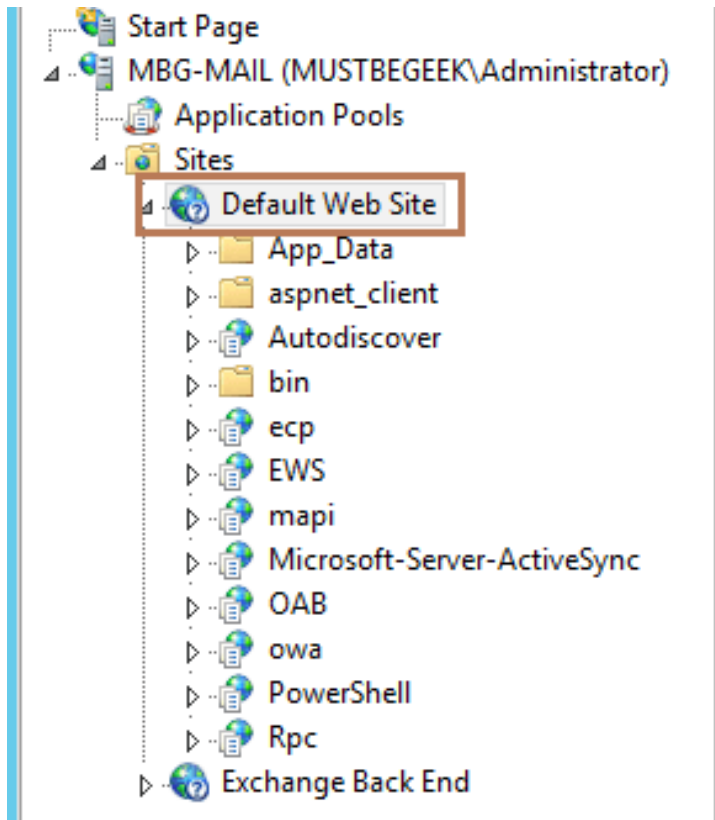 Start Page
MBG-MAIL (MUSTBEGEEK\Administrator)
Application Pools
Sites
Default Web Site
App_Data
aspnet_client
Autodiscover
bin
ecp
EWS
mapi
Microsoft-Server-ActiveSync
OAB
owa
PowerShell
Rpc
Exchange Back End